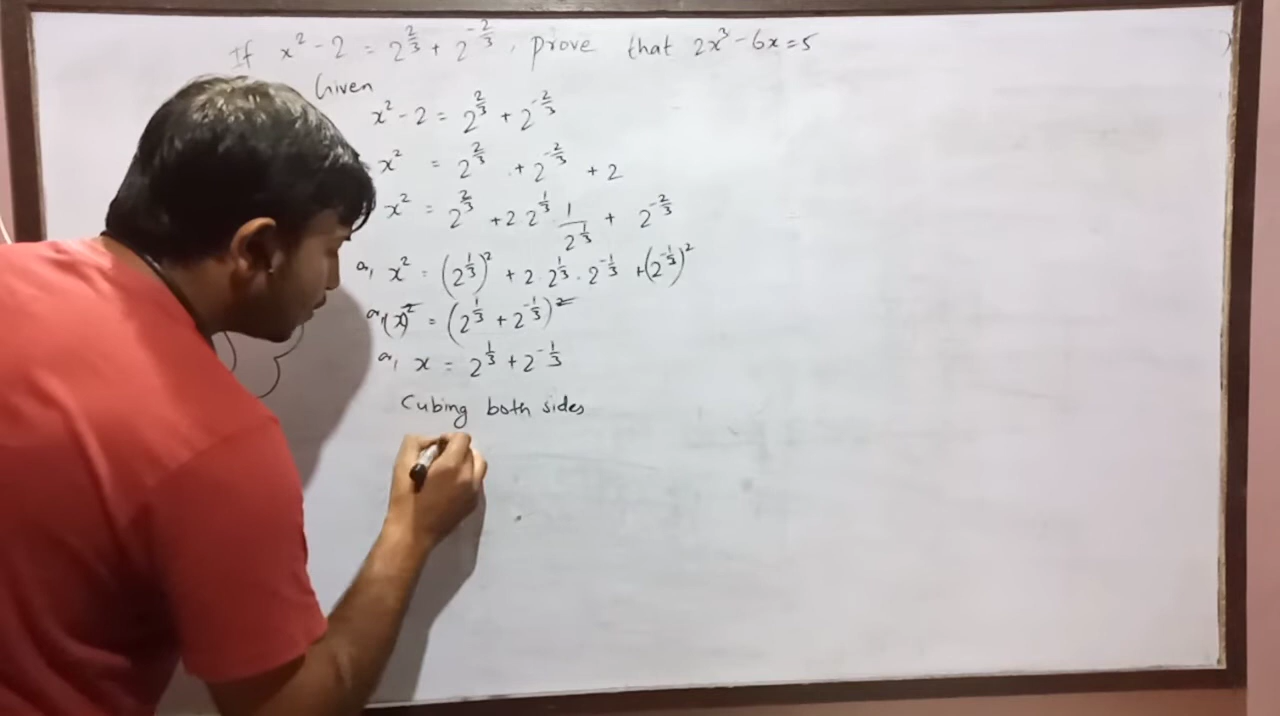 If x² - 2 = 2^{2/3} + 2^{-2/3}, prove that 2x³ - 6x = 5
Given
x² - 2 = 2^{2/3} + 2^{-2/3}
x² = 2^{2/3} + 2^{-2/3} + 2
x² = 2^{2/3} + 2 2^{1/3} \frac{1}{2^{1/3}} + 2^{-2/3}
or, x² = (2^{1/3})² + 2 . 2^{1/3} . 2^{-1/3} + (2^{-1/3})²
or, (x)² = (2^{1/3} + 2^{-1/3})²
or, x = 2^{1/3} + 2^{-1/3}
Cubing both sides